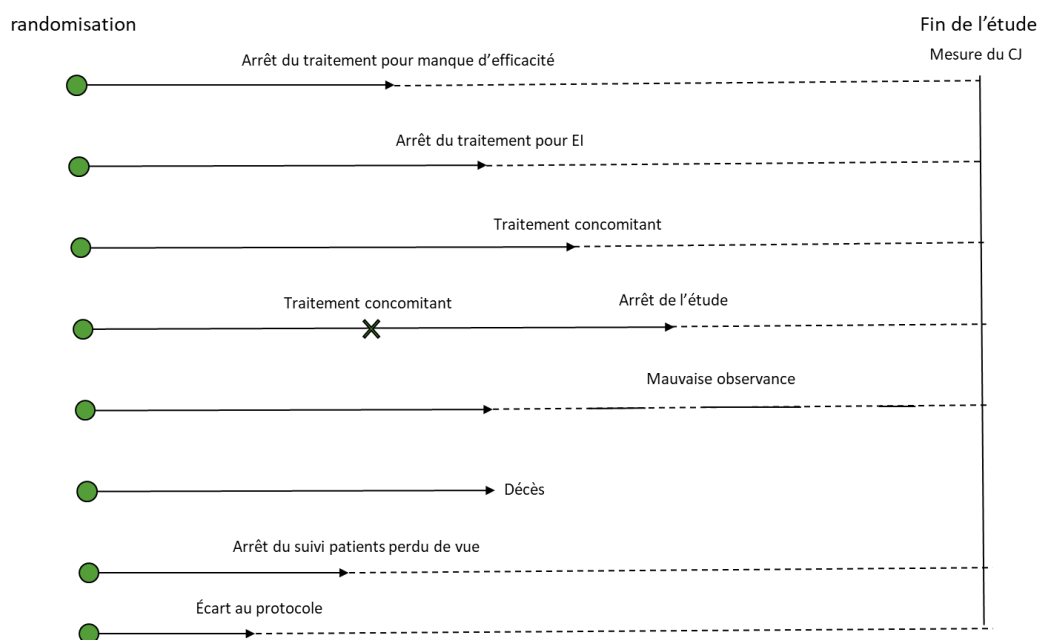 randomisation
Fin de l’étude
Mesure du CJ
Arrêt du traitement pour manque d’efficacité
Arrêt du traitement pour EI
Traitement concomitant
Traitement concomitant
Arrêt de l’étude
Mauvaise observance
Décès
Arrêt du suivi patients perdu de vue
Écart au protocole